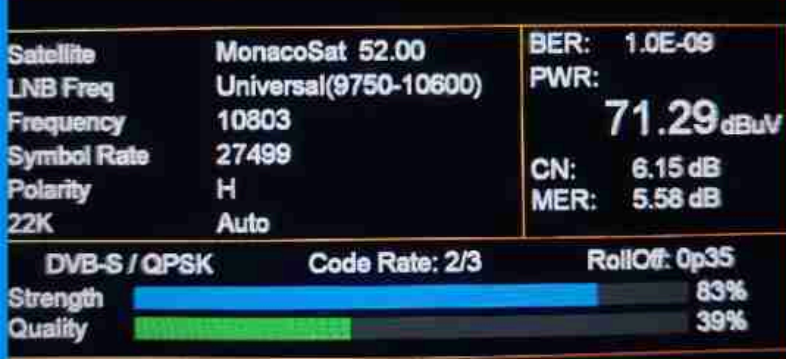 Satellite MonacoSat 52.00
LNB Freq Universal(9750-10600)
Frequency 10803
Symbol Rate 27499
Polarity H
22K Auto
BER: 1.0E-09
PWR:
71.29 dBuV
CN: 6.15 dB
MER: 5.58 dB
DVB-S / QPSK Code Rate: 2/3 RollOff: 0p35
Strength 83%
Quality 39%